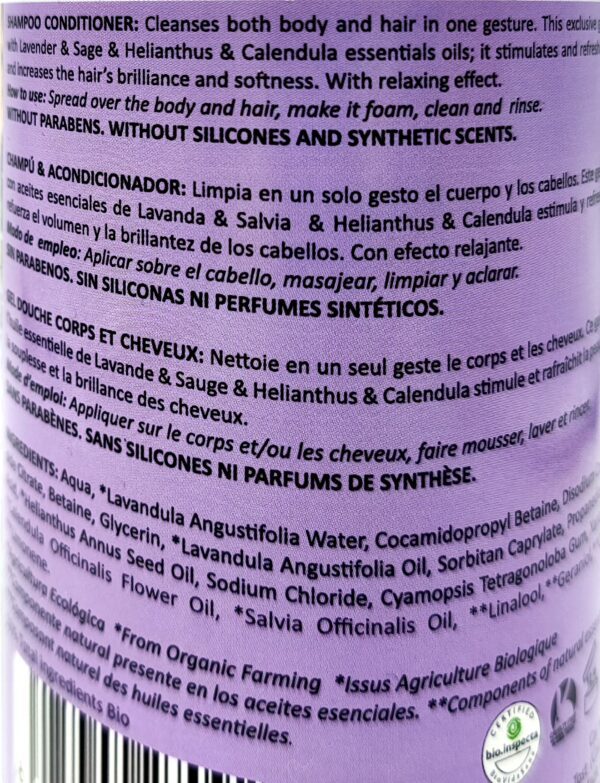 SHAMPOO CONDITIONER: Cleanses both body and hair in one gesture. This exclusive
with Lavender & Sage & Helianthus & Calendula essentials oils; it stimulates and
and increases the hair's brilliance and softness. With relaxing effect.
How to use: Spread over the body and hair, make it foam, clean and rinse.
WITHOUT PARABENS. WITHOUT SILICONES AND SYNTHETIC SCENTS.
CHAMPÚ & ACONDICIONADOR: Limpia en un solo gesto el cuerpo y los cabellos. Este
con aceites esenciales de Lavanda & Salvia & Helianthus & Calendula estimula y
refuerza el volumen y la brillantez de los cabellos. Con efecto relajante.
Modo de empleo: Aplicar sobre el cabello, masajear, limpiar y aclarar.
SIN PARABENOS. SIN SILICONAS NI PERFUMES SINTÉTICOS.
GEL DOUCHE CORPS ET CHEVEUX: Nettoie en un seul geste le corps et les cheveux.
essentielle de Lavande & Sauge & Helianthus & Calendula stimule et rafraîchit la
souplesse et la brillance des cheveux.
Mode d'emploi: Appliquer sur le corps et/ou les cheveux, faire mousser, laver et rincer.
SANS PARABÈNES. SANS SILICONES NI PARFUMS DE SYNTHÈSE.
INGREDIENTS: Aqua, *Lavandula Angustifolia Water, Cocamidopropyl Betaine, Disodium
Citrate, Betaine, Glycerin, *Lavandula Angustifolia Oil, Sorbitan Caprylate,
*Helianthus Annus Seed Oil, Sodium Chloride, Cyamopsis Tetragonoloba Gum,
Officinalis Flower Oil, *Salvia Officinalis Oil, **Linalool,
Ecológica *From Organic Farming *Issus Agriculture Biologique
natural presente en los aceites esenciales. **Components of natural
naturel des huiles essentielles.
ingredients Bio
CERTIFIED
bio.inspecta